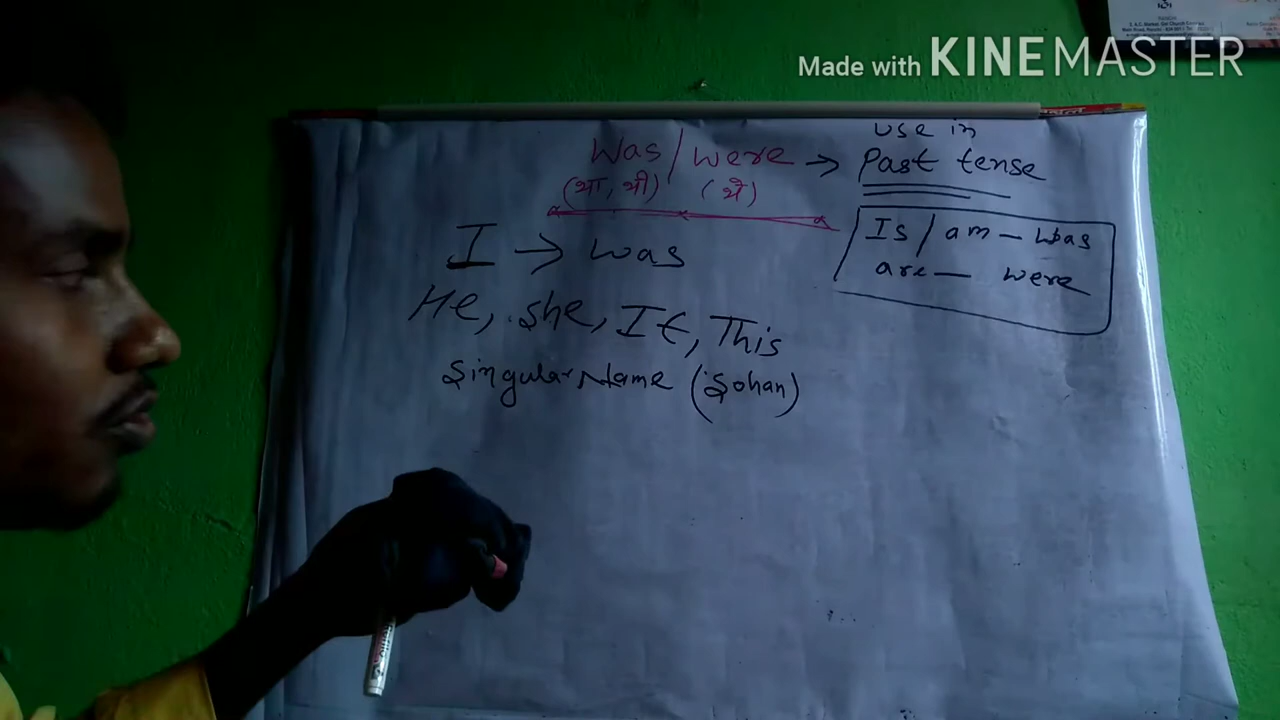 Made with KINEMASTER
use in
Was / were → Past tense
(था, थी) (थे)
I → was
Is / am — was
are — were
He, she, It, This
Singular Name (Sohan)